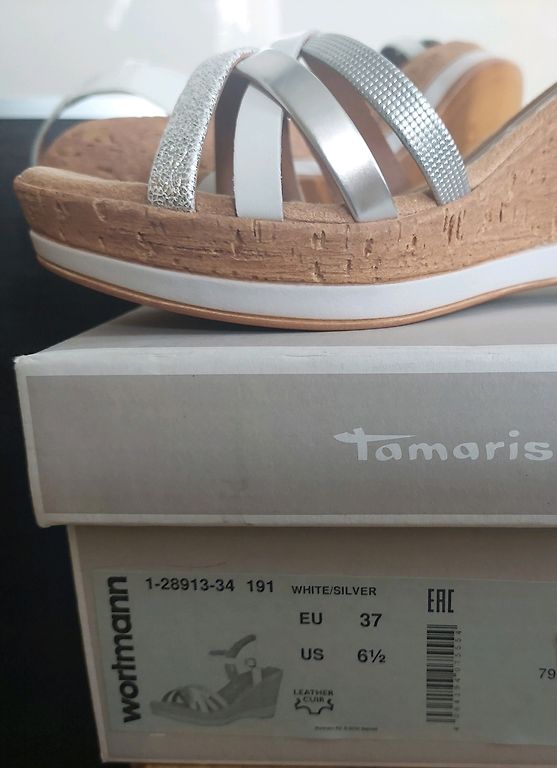 Tamaris
wortmann
1-28913-34 191 WHITE/SILVER
EU 37
US 6½
EAC
LEATHER
CUIR
79